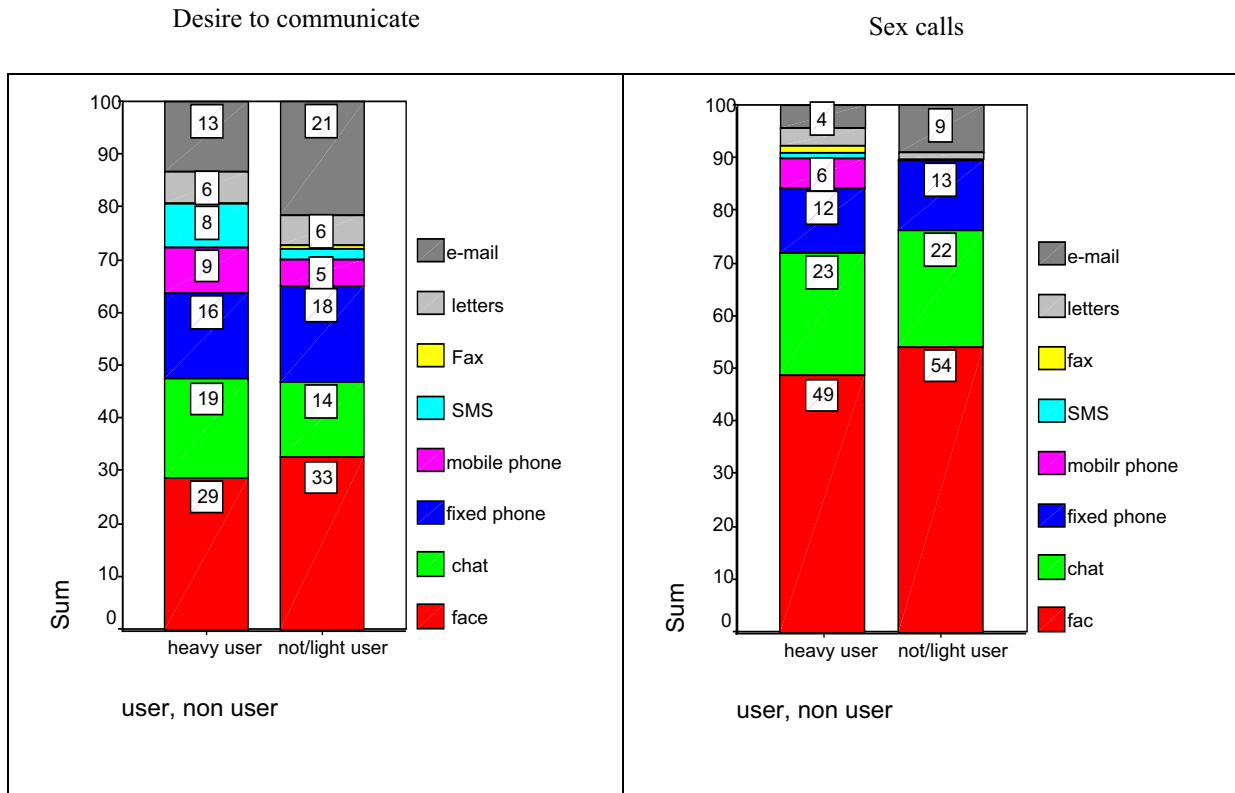 Desire to communicate
Sex calls
100
90
80
70
60
50
40
30
20
10
0
Sum
13
6
8
9
16
19
29
21
6
5
18
14
33
heavy user
not/light user
user, non user
e-mail
letters
Fax
SMS
mobile phone
fixed phone
chat
face
100
90
80
70
60
50
40
30
20
10
0
Sum
4
6
12
23
49
9
13
22
54
heavy user
not/light user
user, non user
e-mail
letters
fax
SMS
mobilr phone
fixed phone
chat
fac